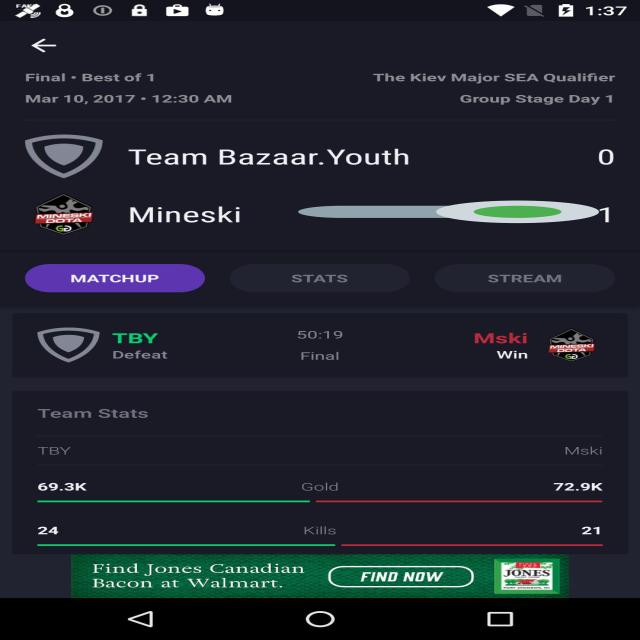 1:37
Final • Best of 1
The Kiev Major SEA Qualifier
Mar 10, 2017 • 12:30 AM
Group Stage Day 1
Team Bazaar.Youth 0
MINESKI
DOTA
Mineski 1
MATCHUP STATS STREAM
TBY 50:19 Mski
Defeat Final Win
MINESKI
DOTA
Team Stats
TBY Mski
69.3K Gold 72.9K
24 Kills 21
Find Jones Canadian
Bacon at Walmart.
FIND NOW
JONES